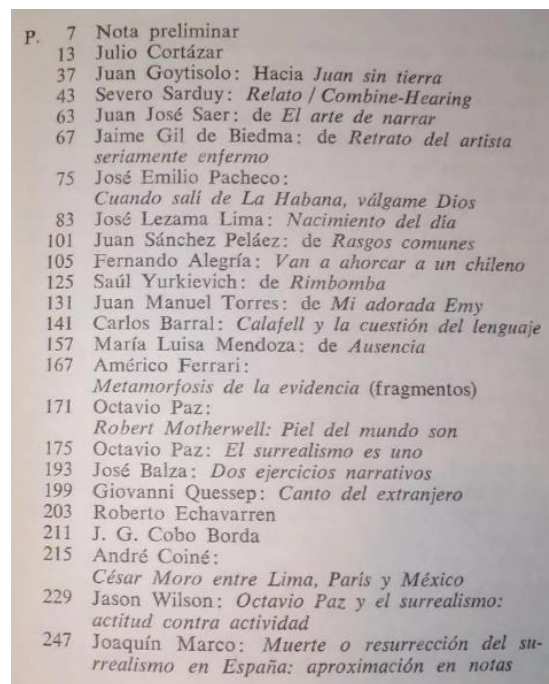 P. 7 Nota preliminar
13 Julio Cortázar
37 Juan Goytisolo: Hacia Juan sin tierra
43 Severo Sarduy: Relato / Combine-Hearing
63 Juan José Saer: de El arte de narrar
67 Jaime Gil de Biedma: de Retrato del artista
seriamente enfermo
75 José Emilio Pacheco:
Cuando salí de La Habana, válgame Dios
83 José Lezama Lima: Nacimiento del día
101 Juan Sánchez Peláez: de Rasgos comunes
105 Fernando Alegría: Van a ahorcar a un chileno
125 Saúl Yurkievich: de Rimbomba
131 Juan Manuel Torres: de Mi adorada Emy
141 Carlos Barral: Calafell y la cuestión del lenguaje
157 María Luisa Mendoza: de Ausencia
167 Américo Ferrari:
Metamorfosis de la evidencia (fragmentos)
171 Octavio Paz:
Robert Motherwell: Piel del mundo son
175 Octavio Paz: El surrealismo es uno
193 José Balza: Dos ejercicios narrativos
199 Giovanni Quessep: Canto del extranjero
203 Roberto Echavarren
211 J. G. Cobo Borda
215 André Coiné:
César Moro entre Lima, París y México
229 Jason Wilson: Octavio Paz y el surrealismo:
actitud contra actividad
247 Joaquín Marco: Muerte o resurrección del su-
rrealismo en España: aproximación en notas